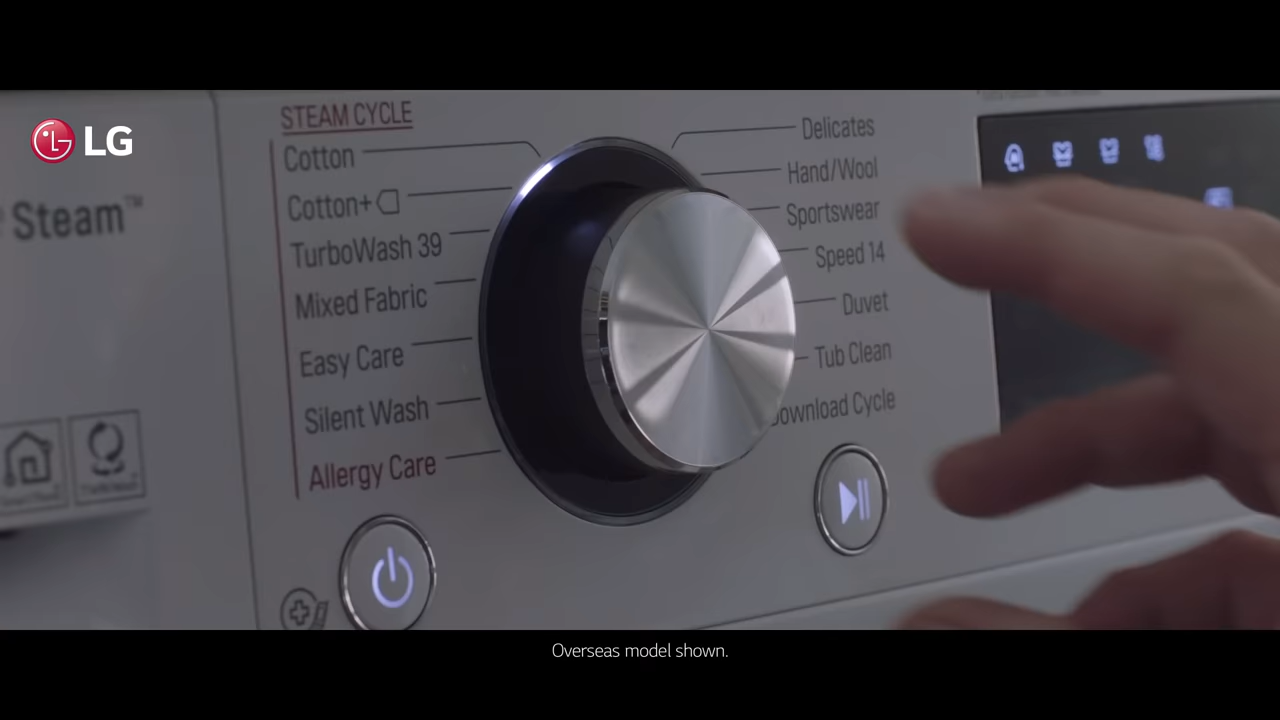 LG
Steam™
STEAM CYCLE
Cotton
Cotton+
TurboWash 39
Mixed Fabric
Easy Care
Silent Wash
Allergy Care
Delicates
Hand/Wool
Sportswear
Speed 14
Duvet
Tub Clean
Download Cycle
Overseas model shown.